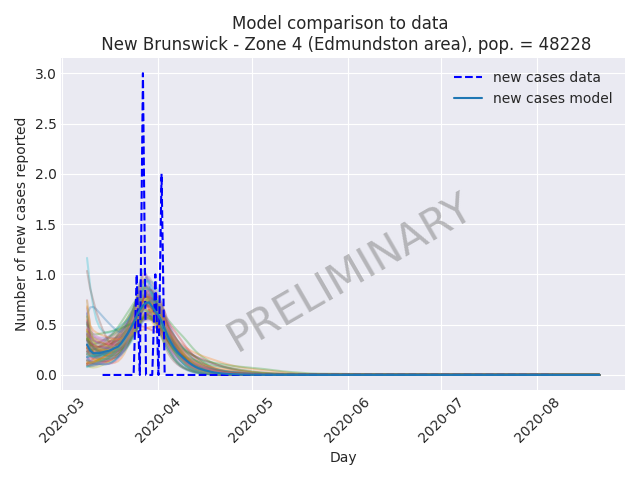 Model comparison to data
New Brunswick - Zone 4 (Edmundston area), pop. = 48228
new cases data
new cases model
Number of new cases reported
3.0
2.5
2.0
1.5
1.0
0.5
0.0
PRELIMINARY
2020-03
2020-04
2020-05
2020-06
2020-07
2020-08
Day